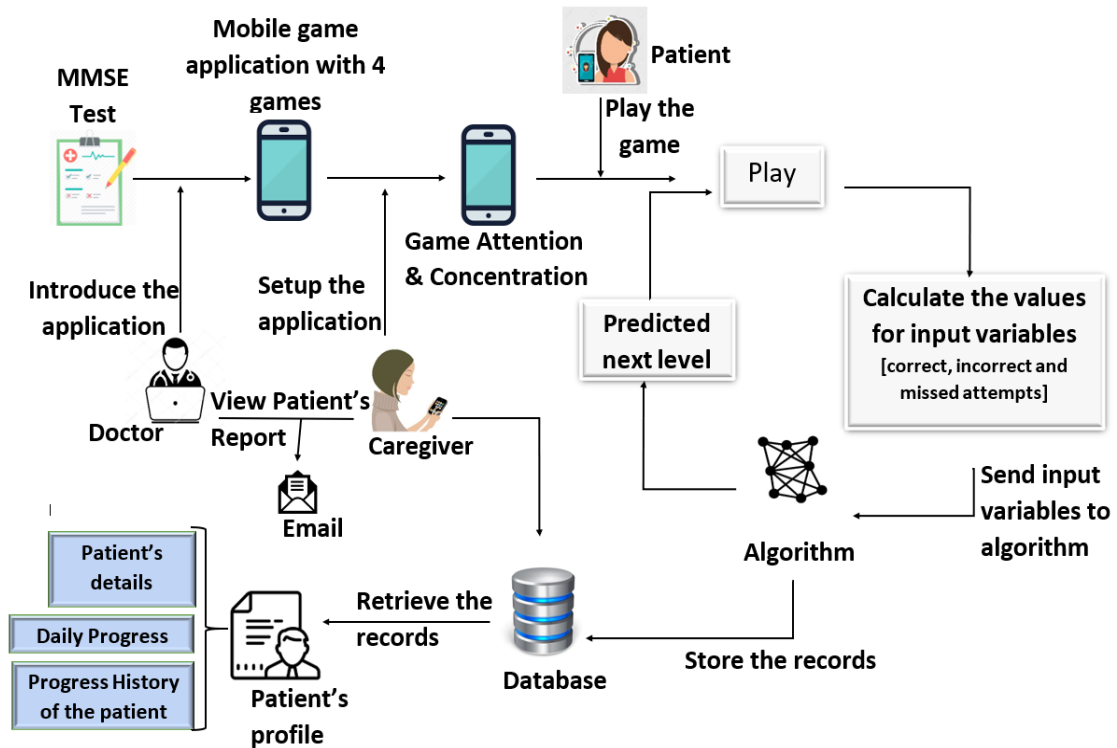 MMSE
Test
Mobile game
application with 4
games
Patient
Play the
game
Play
Game Attention
& Concentration
Introduce the
application
Setup the
application
Predicted
next level
Calculate the values
for input variables
[correct, incorrect and
missed attempts]
Doctor
View Patient's
Report
Caregiver
Email
Algorithm
Send input
variables to
algorithm
Patient's
details
Daily Progress
Progress History
of the patient
Patient's
profile
Retrieve the
records
Database
Store the records